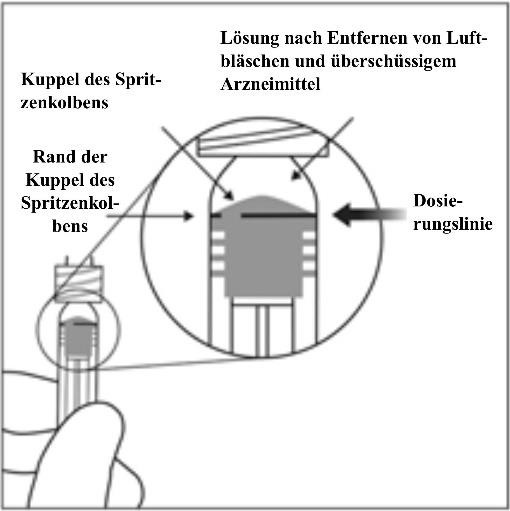 Lösung nach Entfernen von Luft-
bläschen und überschüssigem
Arzneimittel
Kuppel des Sprit-
zenkolbens
Rand der
Kuppel des
Spritzenkol-
bens
Dosie-
rungslinie